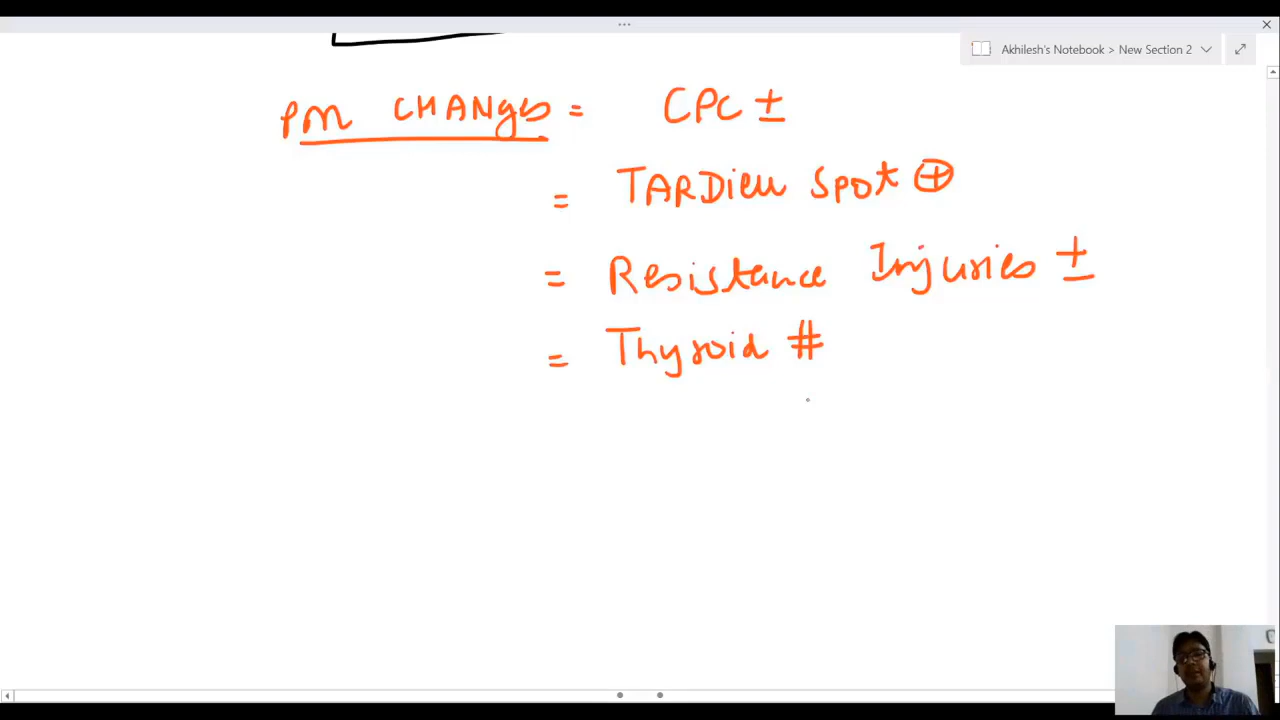 Akhilesh's Notebook > New Section 2
PM CHANges = CPC ±
= TARDieu Spot ⊕
= Resistance Injuries ±
= Thyroid #